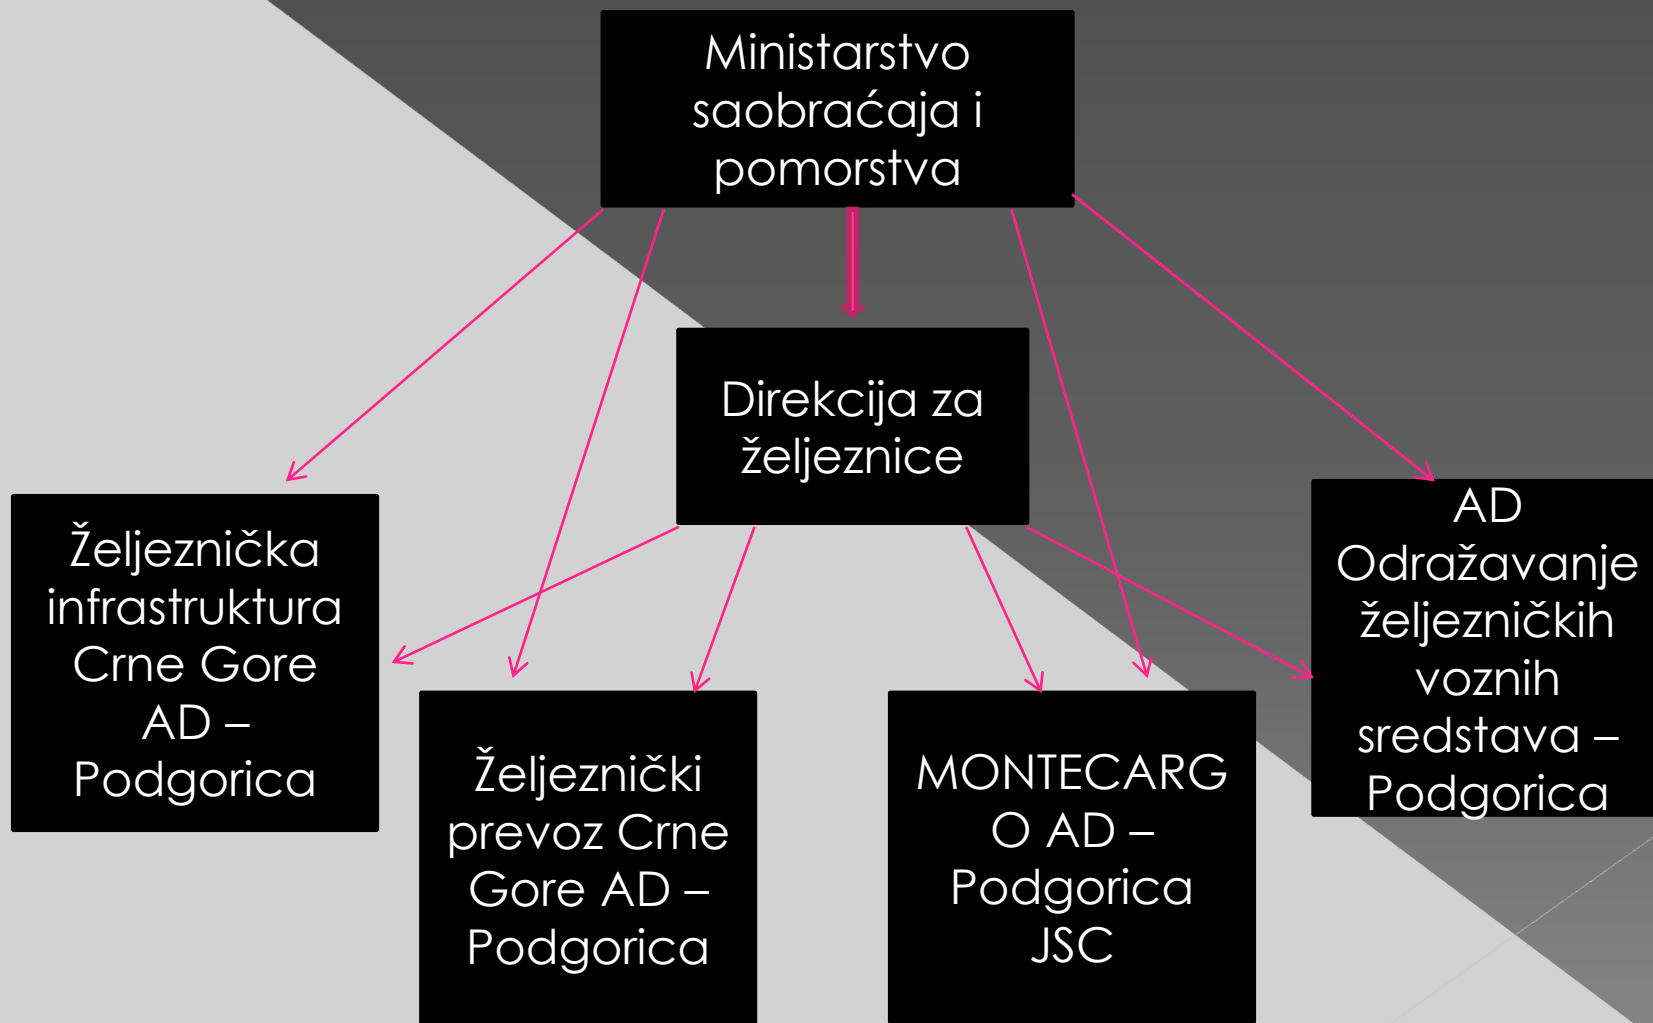 Ministarstvo
saobraćaja i
pomorstva
Direkcija za
željeznice
Željeznička
infrastruktura
Crne Gore
AD –
Podgorica
Željeznički
prevoz Crne
Gore AD –
Podgorica
MONTECARG
O AD –
Podgorica
JSC
AD
Odražavanje
željezničkih
voznih
sredstava –
Podgorica